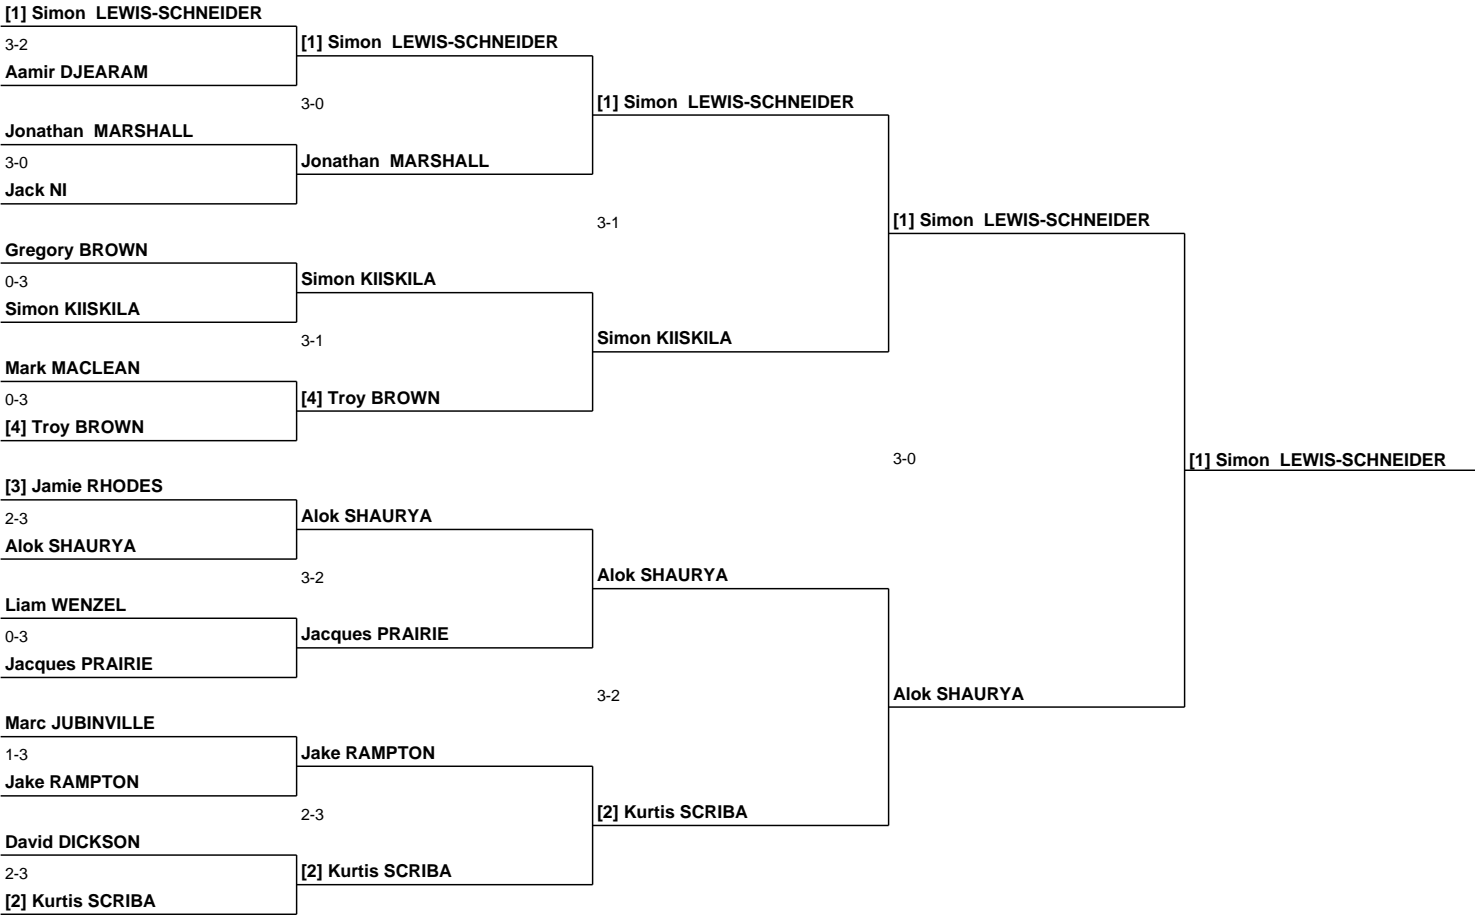 [1] Simon  LEWIS-SCHNEIDER
3-2
Aamir DJEARAM
Jonathan  MARSHALL
3-0
Jack NI
Gregory BROWN
0-3
Simon KIISKILA
Mark MACLEAN
0-3
[4] Troy BROWN
[3] Jamie RHODES
2-3
Alok SHAURYA
Liam WENZEL
0-3
Jacques PRAIRIE
Marc JUBINVILLE
1-3
Jake RAMPTON
David DICKSON
2-3
[2] Kurtis SCRIBA
[1] Simon  LEWIS-SCHNEIDER
3-0
Jonathan  MARSHALL
Simon KIISKILA
3-1
[4] Troy BROWN
Alok SHAURYA
3-2
Jacques PRAIRIE
Jake RAMPTON
2-3
[2] Kurtis SCRIBA
[1] Simon  LEWIS-SCHNEIDER
3-1
Simon KIISKILA
Alok SHAURYA
3-2
[2] Kurtis SCRIBA
[1] Simon  LEWIS-SCHNEIDER
3-0
Alok SHAURYA
[1] Simon  LEWIS-SCHNEIDER